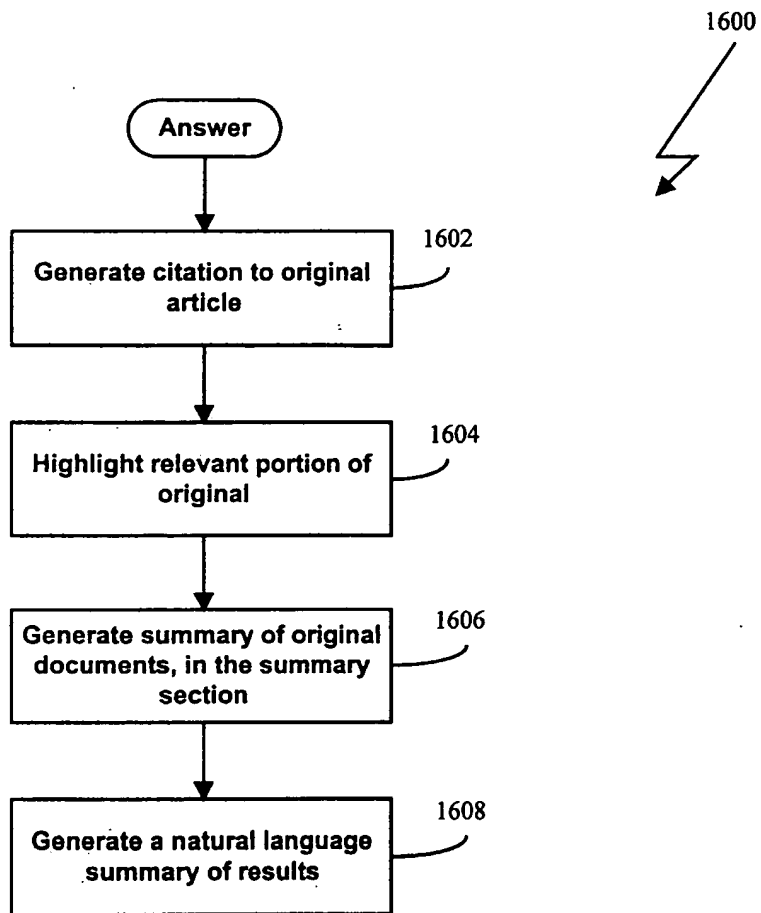 1600
Answer
1602
Generate citation to original
article
1604
Highlight relevant portion of
original
1606
Generate summary of original
documents, in the summary
section
1608
Generate a natural language
summary of results